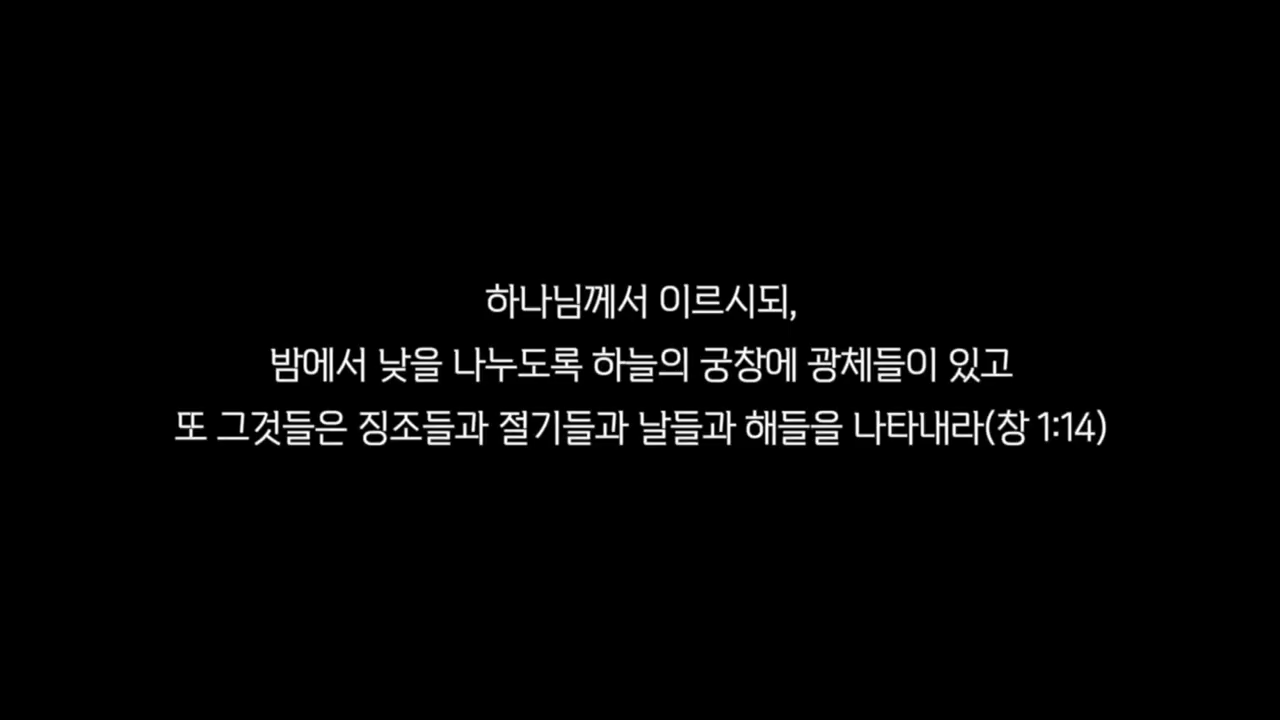 하나님께서 이르시되,
밤에서 낮을 나누도록 하늘의 궁창에 광체들이 있고
또 그것들은 징조들과 절기들과 날들과 해들을 나타내라(창 1:14)